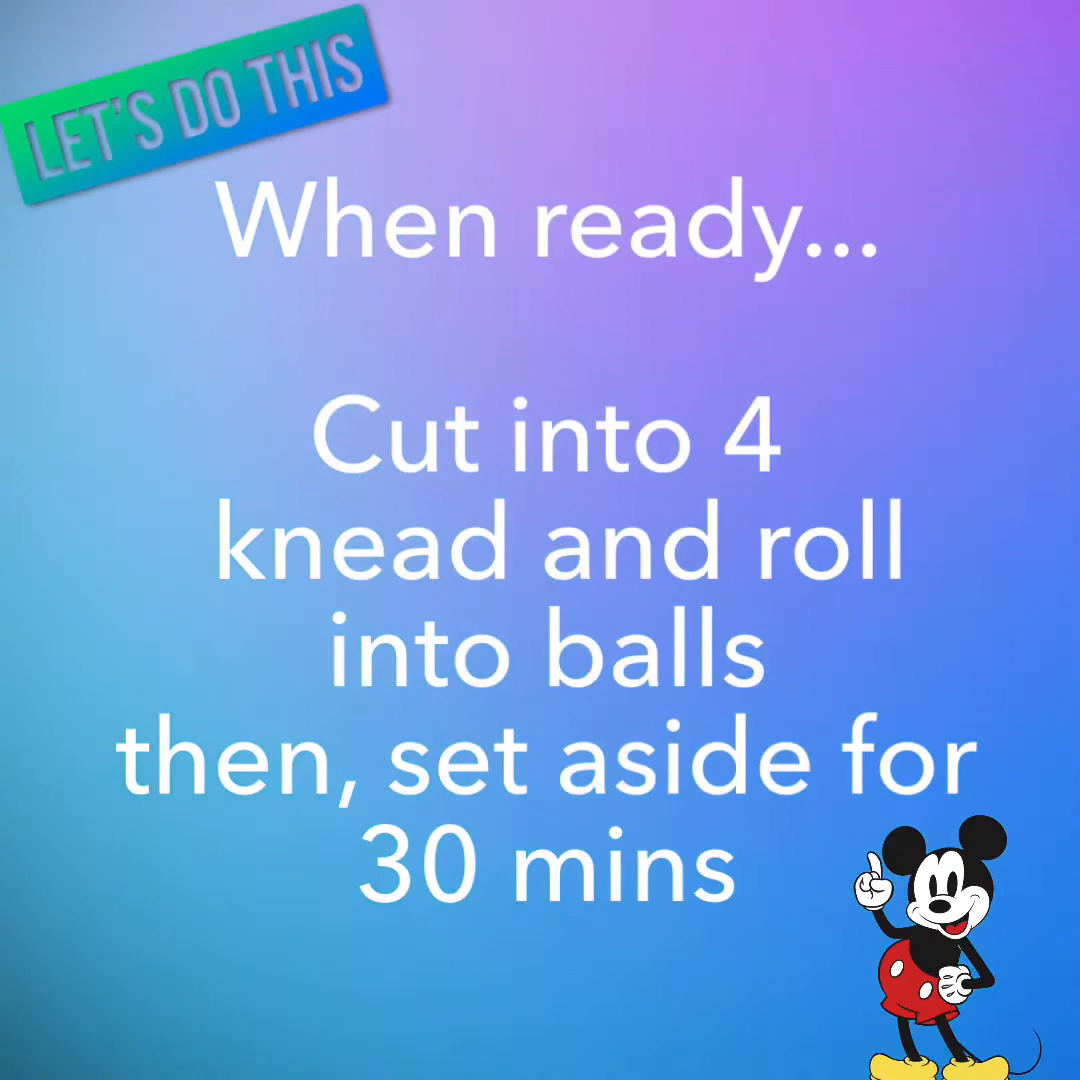 LET'S DO THIS
When ready...
Cut into 4
knead and roll
into balls
then, set aside for
30 mins